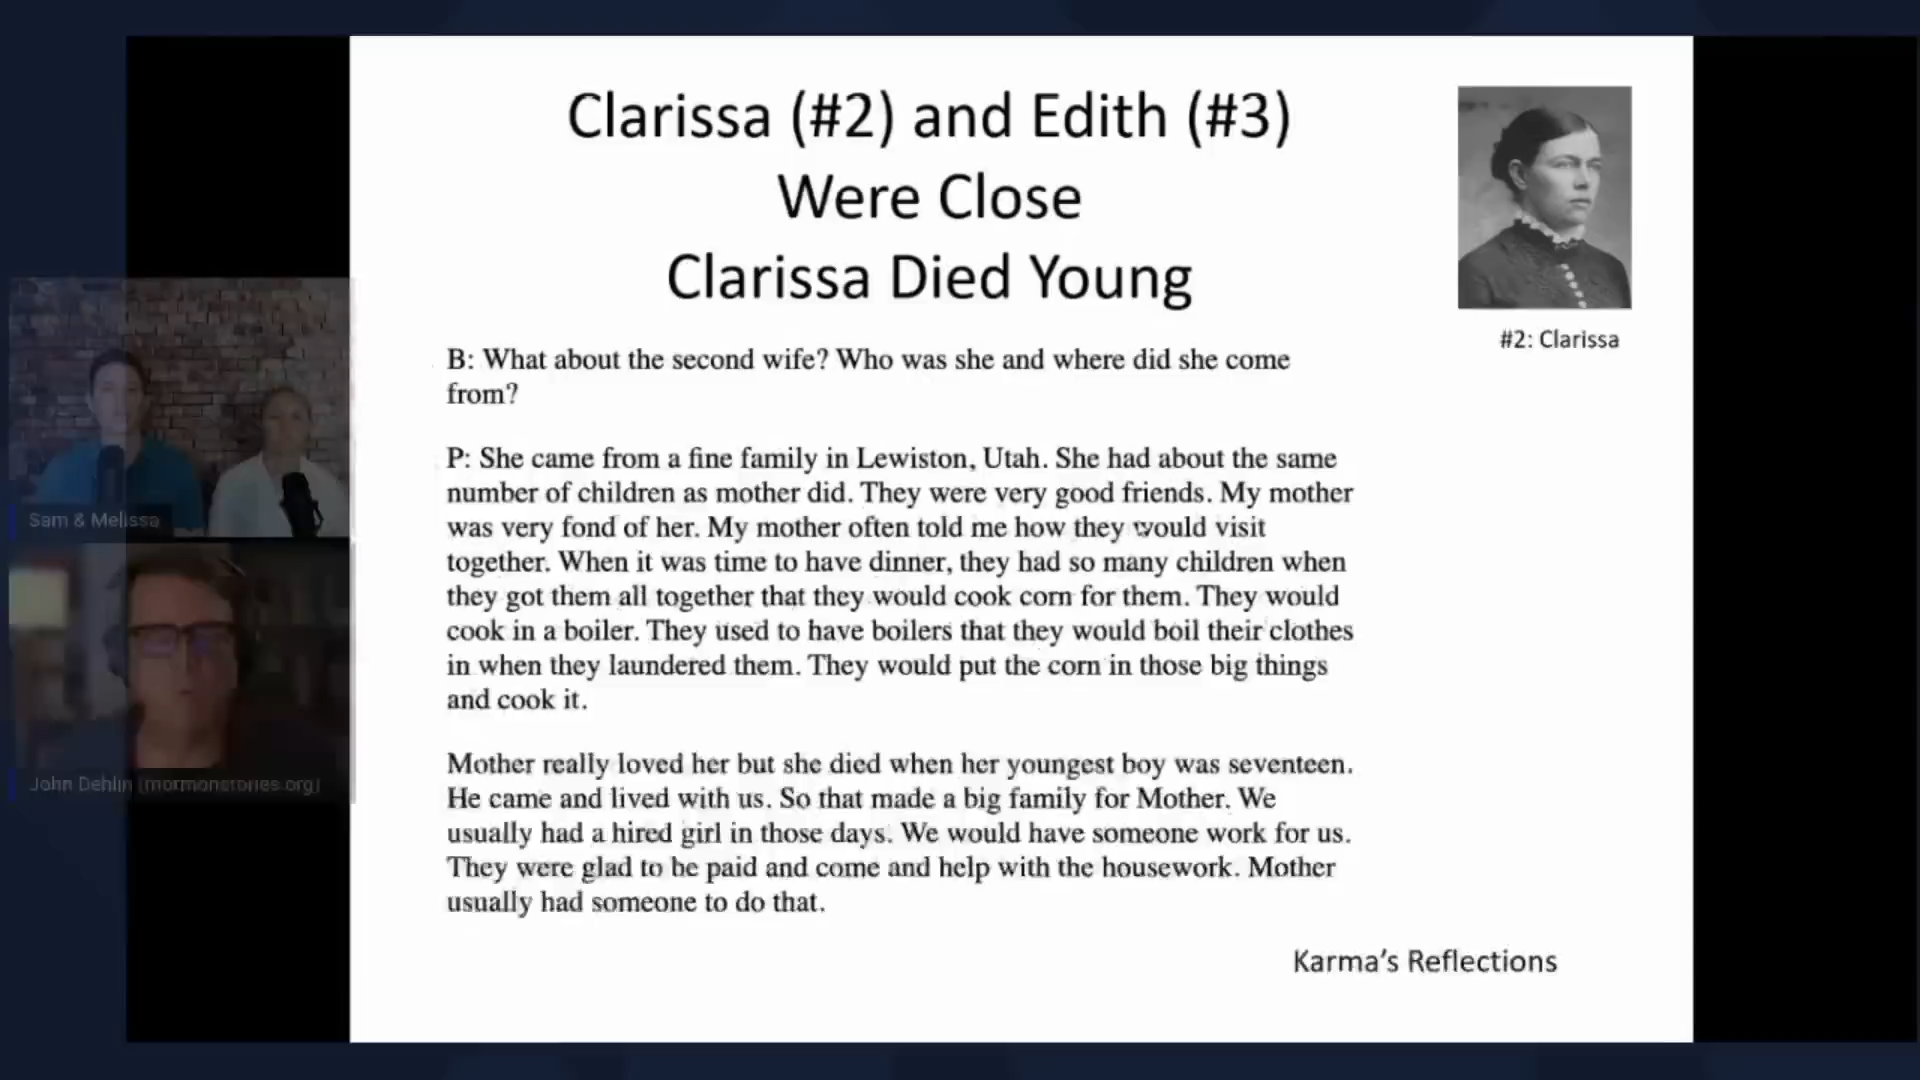 Clarissa (#2) and Edith (#3)
Were Close
Clarissa Died Young
#2: Clarissa
B: What about the second wife? Who was she and where did she come
from?
P: She came from a fine family in Lewiston, Utah. She had about the same
number of children as mother did. They were very good friends. My mother
was very fond of her. My mother often told me how they would visit
together. When it was time to have dinner, they had so many children when
they got them all together that they would cook corn for them. They would
cook in a boiler. They used to have boilers that they would boil their clothes
in when they laundered them. They would put the corn in those big things
and cook it.
Mother really loved her but she died when her youngest boy was seventeen.
He came and lived with us. So that made a big family for Mother. We
usually had a hired girl in those days. We would have someone work for us.
They were glad to be paid and come and help with the housework. Mother
usually had someone to do that.
Karma's Reflections
Sam & Melissa
John Dehlin (mormonstories.org)